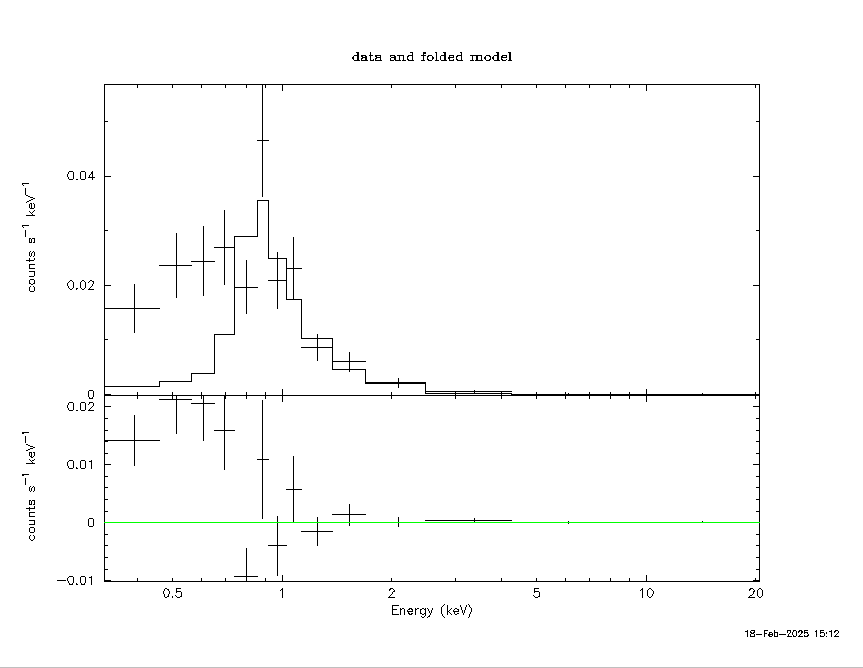 data and folded model
counts s−1 keV−1
0.04
0.02
0
counts s−1 keV−1
0.02
0.01
0
−0.01
0.5 1 2 5 10 20
Energy (keV)
18−Feb−2025 15:12